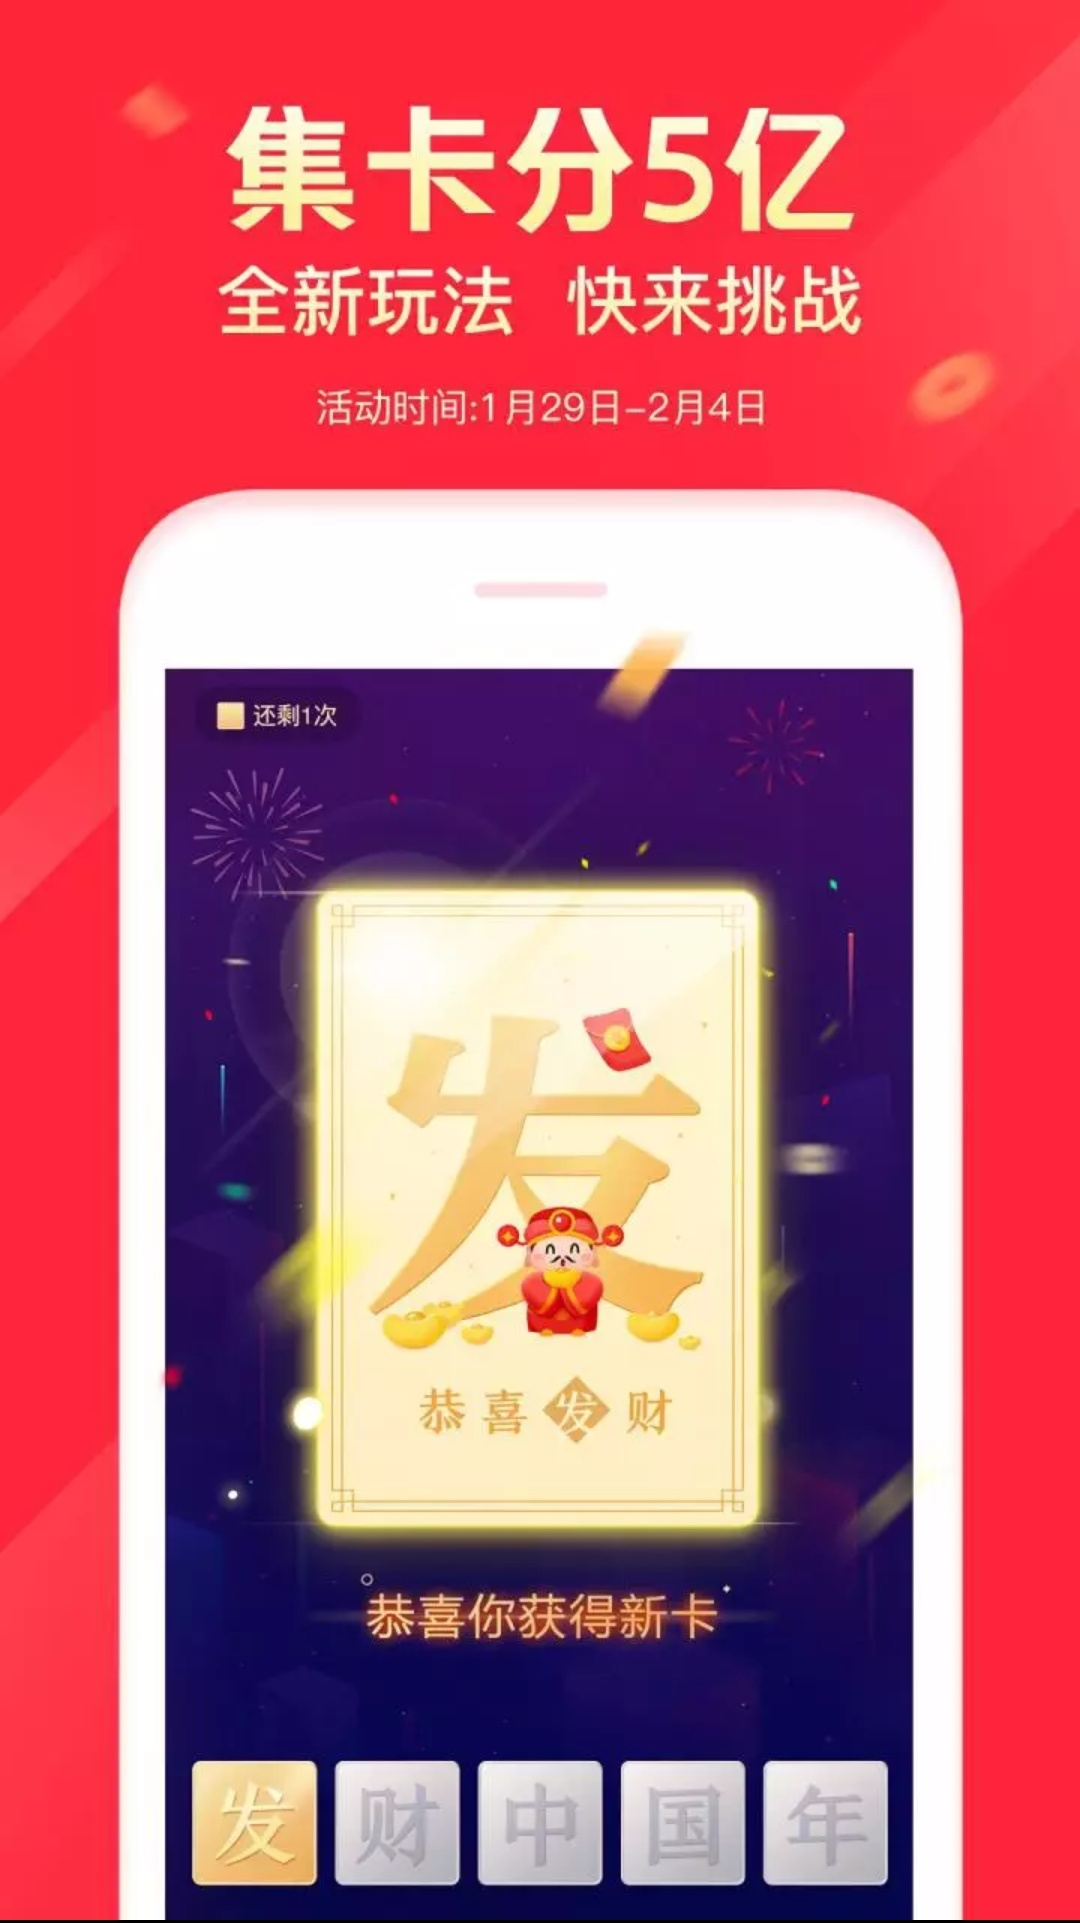 集卡分5亿
全新玩法 快来挑战
活动时间:1月29日-2月4日
还剩1次
发
恭喜发财
恭喜你获得新卡
发 财 中 国 年